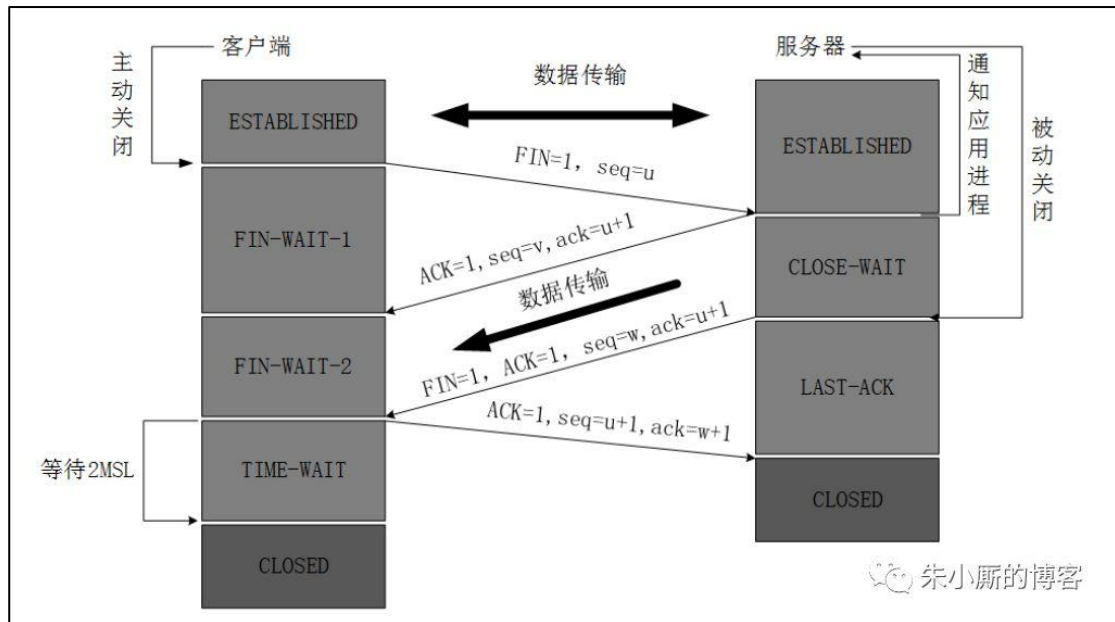 客户端
服务器
主动关闭
数据传输
通知应用进程
被动关闭
ESTABLISHED
ESTABLISHED
FIN=1, seq=u
FIN-WAIT-1
ACK=1,seq=v,ack=u+1
CLOSE-WAIT
数据传输
FIN-WAIT-2
FIN=1, ACK=1, seq=w,ack=u+1
LAST-ACK
ACK=1,seq=u+1,ack=w+1
等待2MSL
TIME-WAIT
CLOSED
CLOSED
朱小厮的博客